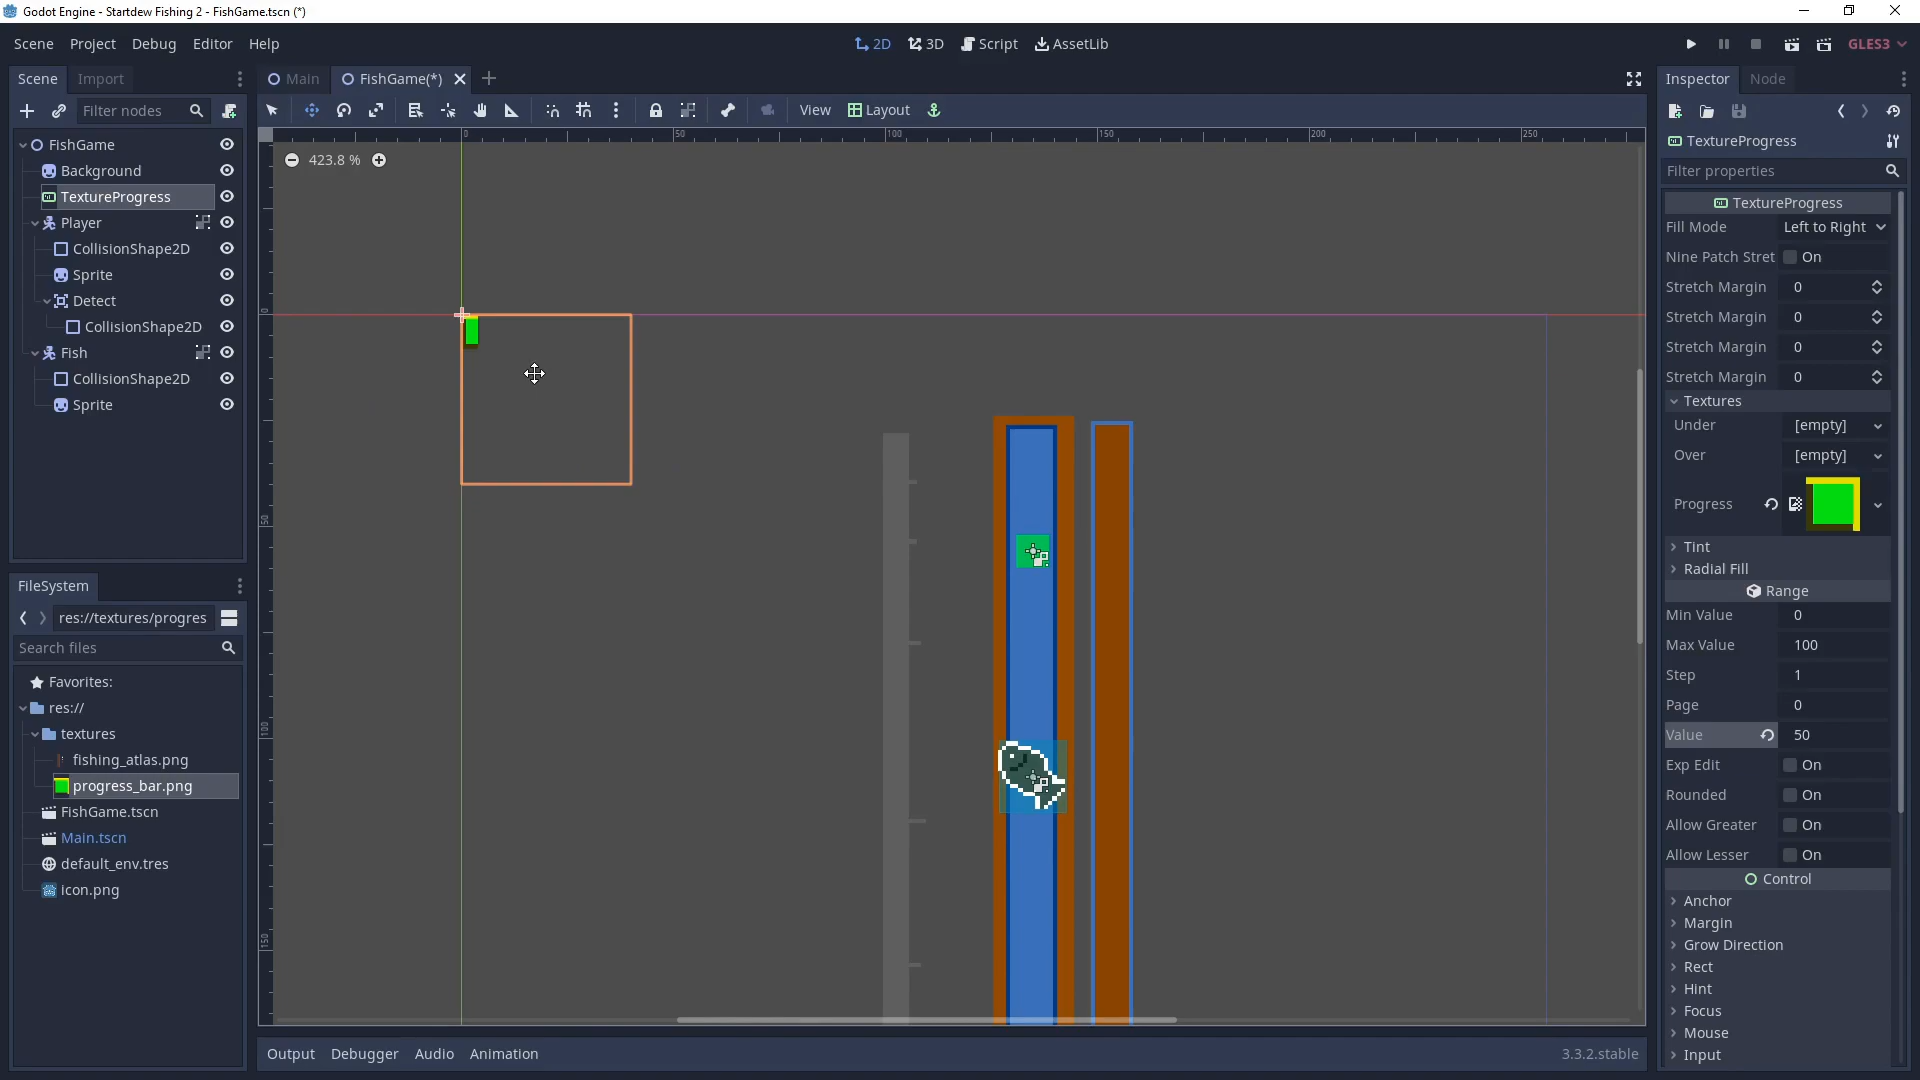 Godot Engine - Startdew Fishing 2 - FishGame.tscn (*)
Scene Project Debug Editor Help
2D 3D Script AssetLib
GLES3
Scene Import
Filter nodes
FishGame
Background
TextureProgress
Player
CollisionShape2D
Sprite
Detect
CollisionShape2D
Fish
CollisionShape2D
Sprite
FileSystem
res://textures/progres
Search files
Favorites:
res://
textures
fishing_atlas.png
progress_bar.png
FishGame.tscn
Main.tscn
default_env.tres
icon.png
Main FishGame(*)
View Layout
0 50 100 150 200 250
423.8 %
0
50
100
150
Output Debugger Audio Animation 3.3.2.stable
Inspector Node
TextureProgress
Filter properties
TextureProgress
Fill Mode Left to Right
Nine Patch Stret On
Stretch Margin 0
Stretch Margin 0
Stretch Margin 0
Stretch Margin 0
Textures
Under [empty]
Over [empty]
Progress
Tint
Radial Fill
Range
Min Value 0
Max Value 100
Step 1
Page 0
Value 50
Exp Edit On
Rounded On
Allow Greater On
Allow Lesser On
Control
Anchor
Margin
Grow Direction
Rect
Hint
Focus
Mouse
Input